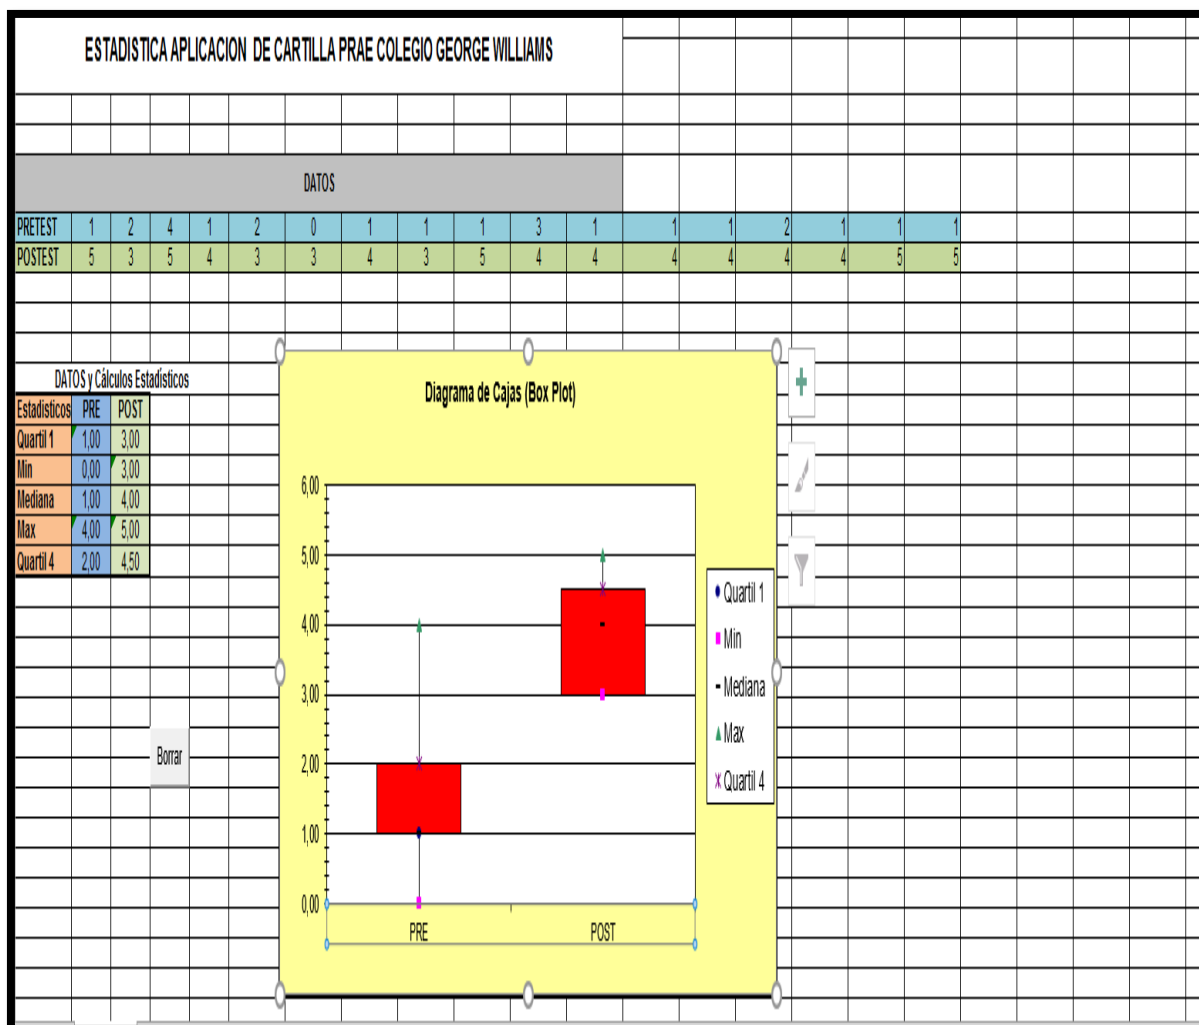 ESTADISTICA APLICACION DE CARTILLA PRAE COLEGIO GEORGE WILLIAMS
DATOS
PRETEST 1 2 4 1 2 0 1 1 1 3 1 1 1 2 1 1 1
POSTEST 5 3 5 4 3 3 4 3 5 4 4 4 4 4 4 5 5
DATOS y Cálculos Estadísticos
Estadisticos PRE POST
Quartil 1 1,00 3,00
Min 0,00 3,00
Mediana 1,00 4,00
Max 4,00 5,00
Quartil 4 2,00 4,50
Borrar
Diagrama de Cajas (Box Plot)
6,00
5,00
4,00
3,00
2,00
1,00
0,00
PRE POST
Quartil 1
Min
Mediana
Max
Quartil 4